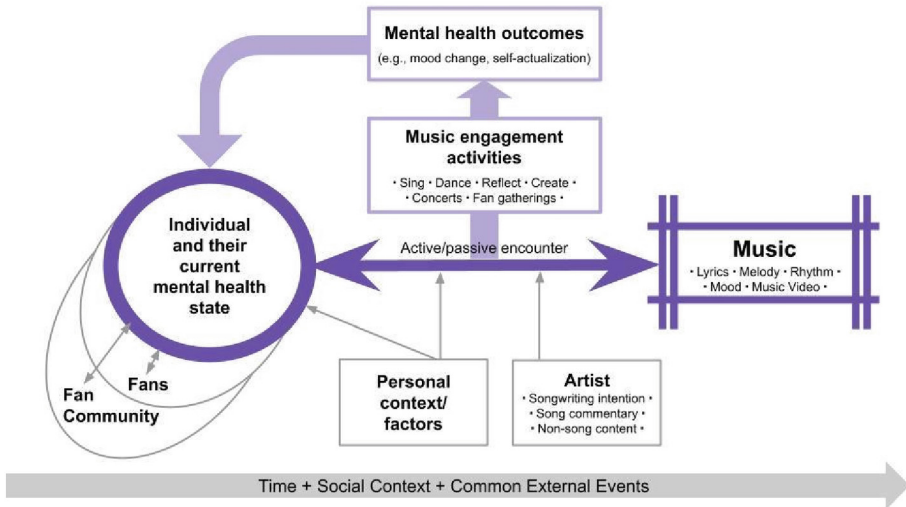 Mental health outcomes
(e.g., mood change, self-actualization)
Music engagement
activities
• Sing • Dance • Reflect • Create •
• Concerts • Fan gatherings •
Individual
and their
current
mental health
state
Active/passive encounter
Music
• Lyrics • Melody • Rhythm •
• Mood • Music Video •
Fans
Fan
Community
Personal
context/
factors
Artist
• Songwriting intention •
• Song commentary •
• Non-song content •
Time + Social Context + Common External Events